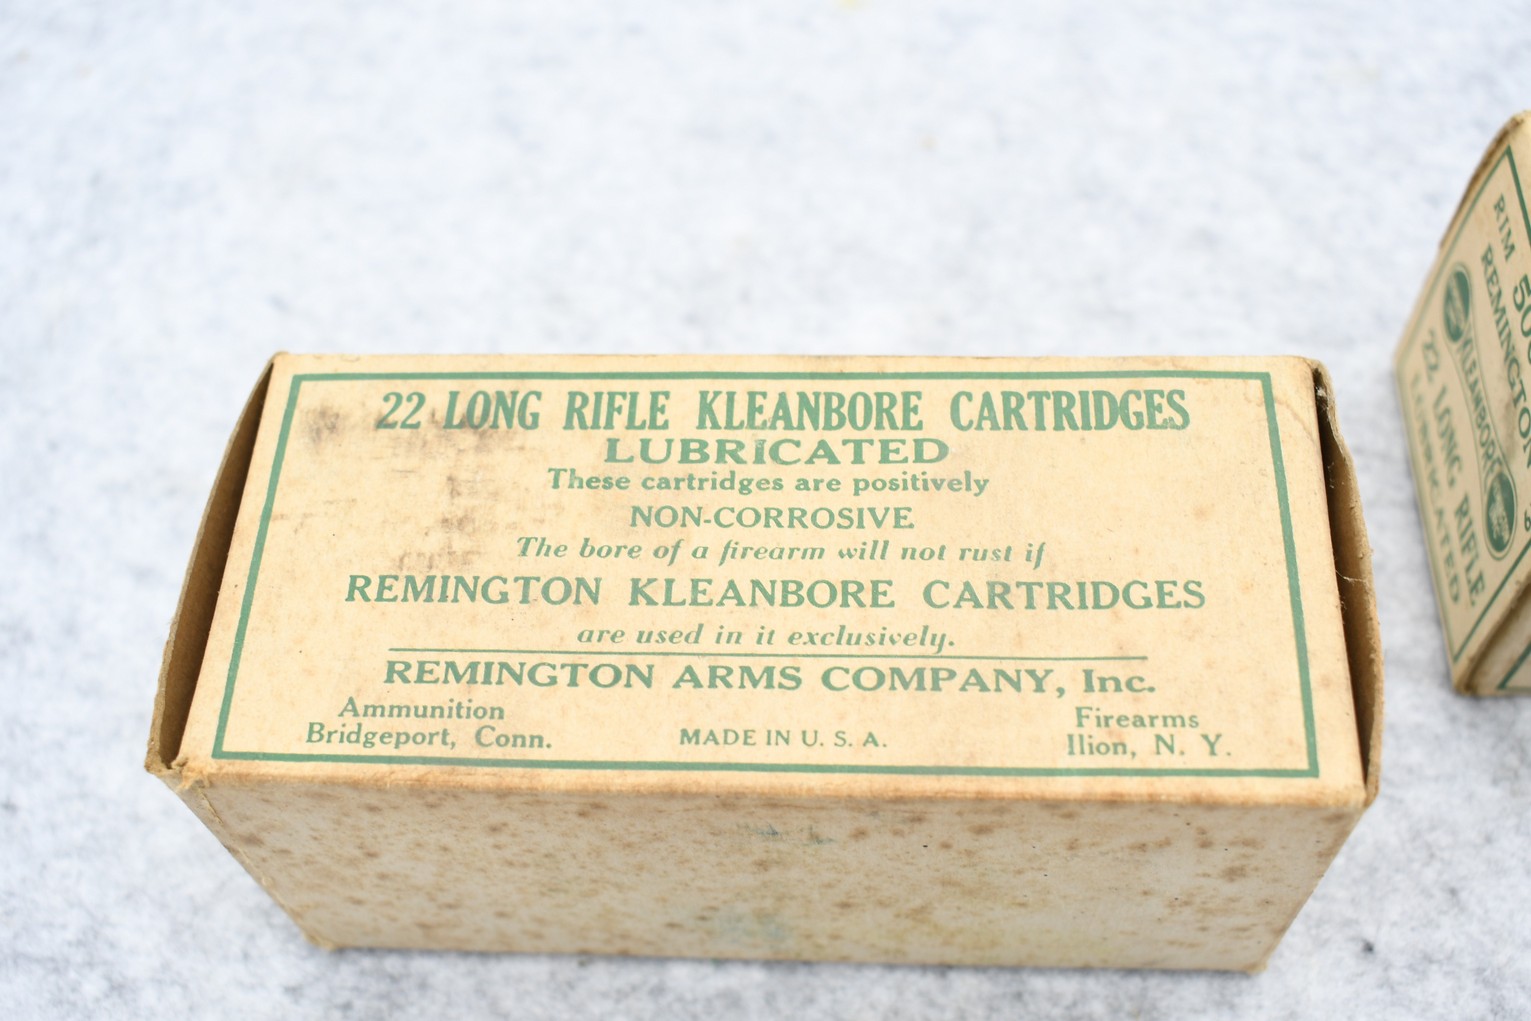 22 LONG RIFLE KLEANBORE CARTRIDGES
LUBRICATED
These cartridges are positively
NON-CORROSIVE
The bore of a firearm will not rust if
REMINGTON KLEANBORE CARTRIDGES
are used in it exclusively.
REMINGTON ARMS COMPANY, Inc.
Ammunition
Bridgeport, Conn.
MADE IN U. S. A.
Firearms
Ilion, N. Y.
RIM
50
REMINGTON
KLEANBORE
22 LONG RIFLE
LUBRICATED